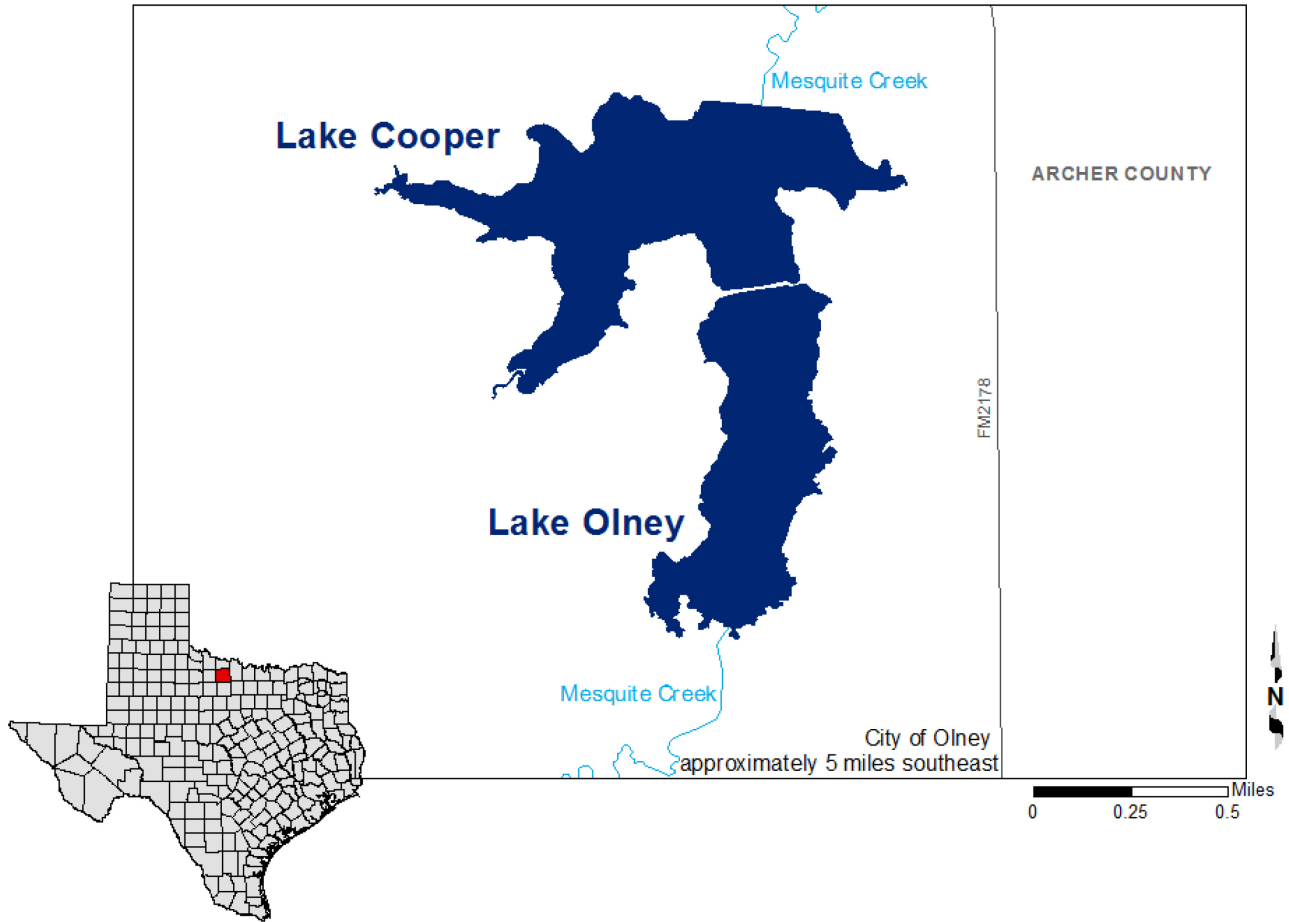 Mesquite Creek
Lake Cooper
ARCHER COUNTY
FM2178
Lake Olney
Mesquite Creek
City of Olney
approximately 5 miles southeast
N
Miles
0 0.25 0.5